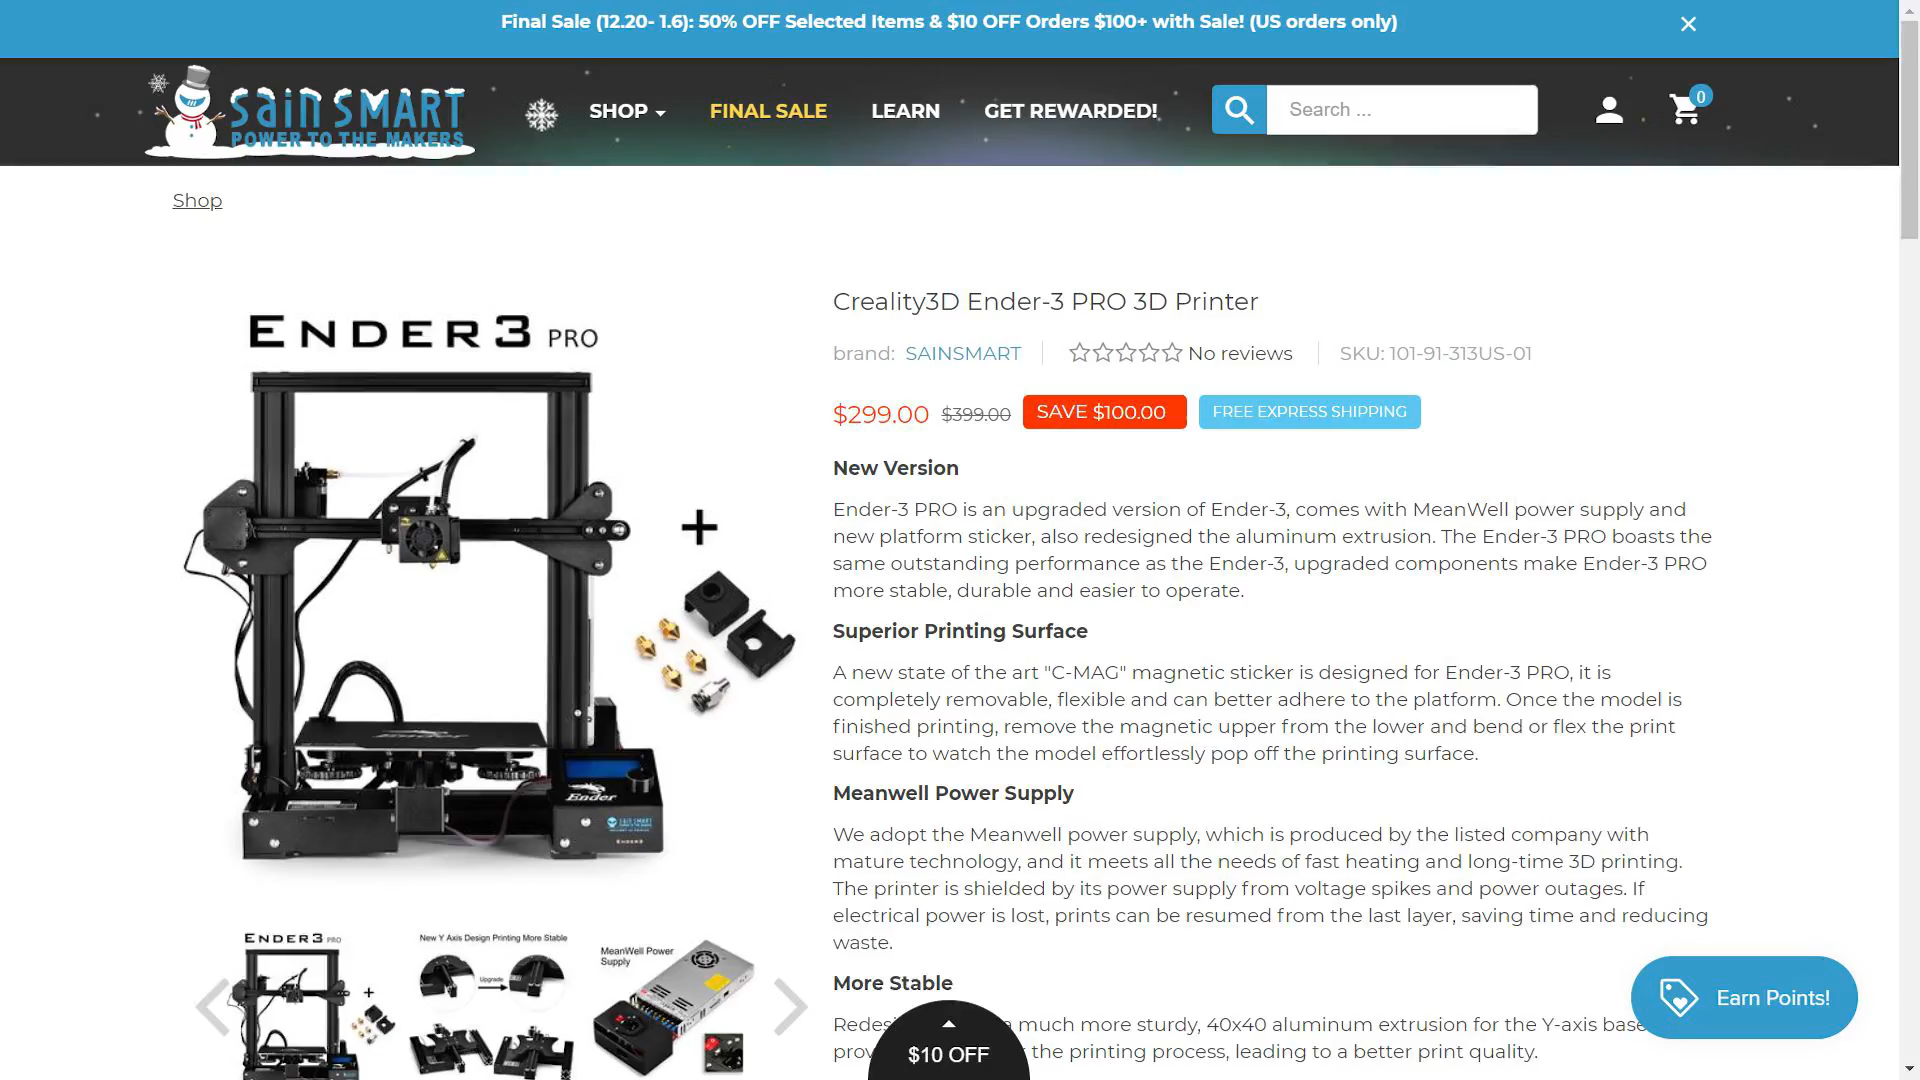 Final Sale (12.20- 1.6): 50% OFF Selected Items & $10 OFF Orders $100+ with Sale! (US orders only)
SainSMART
POWER TO THE MAKERS
SHOP
FINAL SALE
LEARN
GET REWARDED!
Search ...
0
Shop
ENDER3 PRO
Ender
Ender
SainSMART
ENDER3
Creality3D Ender-3 PRO 3D Printer
brand: SAINSMART
No reviews
SKU: 101-91-313US-01
$299.00 $399.00 SAVE $100.00 FREE EXPRESS SHIPPING
New Version
Ender-3 PRO is an upgraded version of Ender-3, comes with MeanWell power supply and
new platform sticker, also redesigned the aluminum extrusion. The Ender-3 PRO boasts the
same outstanding performance as the Ender-3, upgraded components make Ender-3 PRO
more stable, durable and easier to operate.
Superior Printing Surface
A new state of the art "C-MAG" magnetic sticker is designed for Ender-3 PRO, it is
completely removable, flexible and can better adhere to the platform. Once the model is
finished printing, remove the magnetic upper from the lower and bend or flex the print
surface to watch the model effortlessly pop off the printing surface.
Meanwell Power Supply
We adopt the Meanwell power supply, which is produced by the listed company with
mature technology, and it meets all the needs of fast heating and long-time 3D printing.
The printer is shielded by its power supply from voltage spikes and power outages. If
electrical power is lost, prints can be resumed from the last layer, saving time and reducing
waste.
More Stable
much more sturdy, 40x40 aluminum extrusion for the Y-axis base
the printing process, leading to a better print quality.
ENDER3 PRO
New Y Axis Design Printing More Stable
Upgrade
MeanWell Power
Supply
$10 OFF
Earn Points!